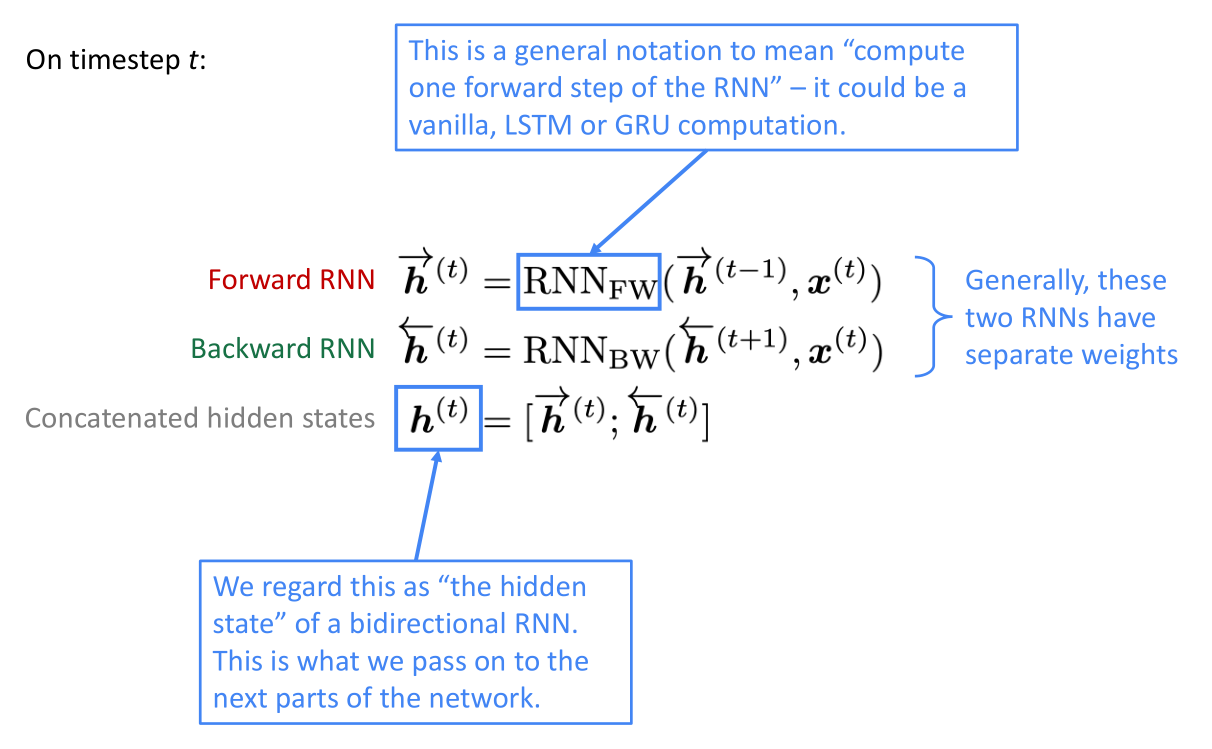 On timestep t:
This is a general notation to mean “compute
one forward step of the RNN” – it could be a
vanilla, LSTM or GRU computation.
Forward RNN $\overrightarrow{\boldsymbol{h}}^{(t)} = \mathrm{RNN_{FW}}(\overrightarrow{\boldsymbol{h}}^{(t-1)}, \boldsymbol{x}^{(t)})$
Backward RNN $\overleftarrow{\boldsymbol{h}}^{(t)} = \mathrm{RNN_{BW}}(\overleftarrow{\boldsymbol{h}}^{(t+1)}, \boldsymbol{x}^{(t)})$
Concatenated hidden states $\boldsymbol{h}^{(t)} = [\overrightarrow{\boldsymbol{h}}^{(t)}; \overleftarrow{\boldsymbol{h}}^{(t)}]$
Generally, these
two RNNs have
separate weights
We regard this as “the hidden
state” of a bidirectional RNN.
This is what we pass on to the
next parts of the network.